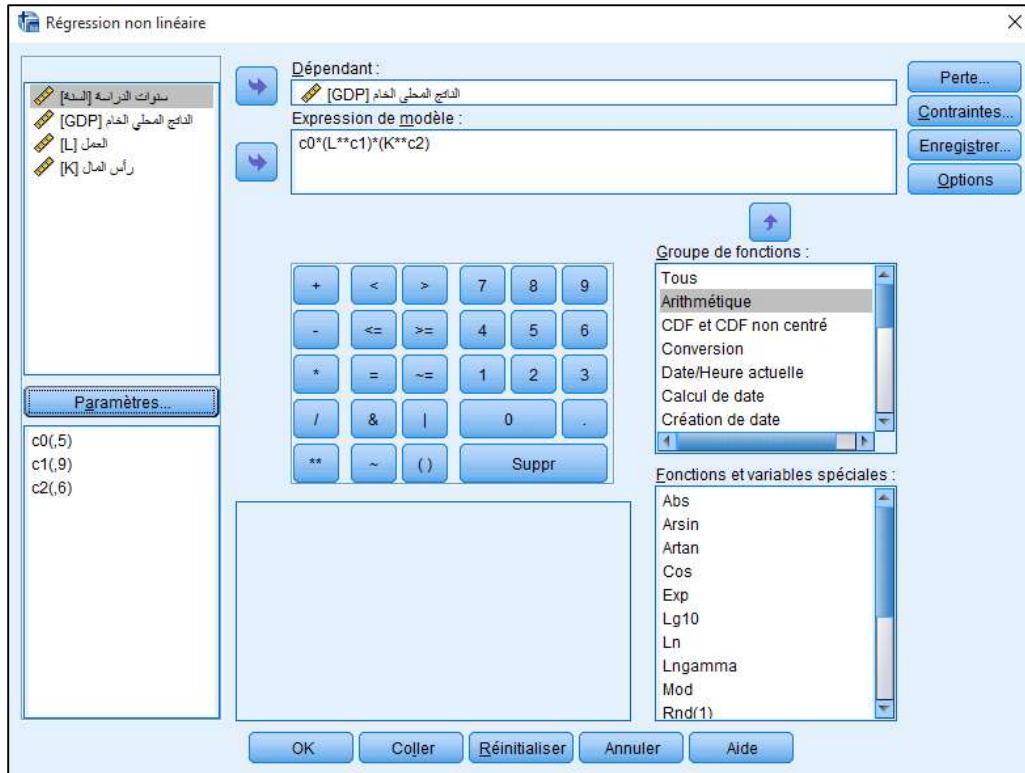 Régression non linéaire
سنوات الدراسة [السنة]
الناتج المحلي الخام [GDP]
العمل [L]
رأس المال [K]
Paramètres...
c0(,5)
c1(,9)
c2(,6)
Dépendant :
الناتج المحلي الخام [GDP]
Expression de modèle :
c0*(L**c1)*(K**c2)
+ < > 7 8 9
- <= >= 4 5 6
* = ~= 1 2 3
/ & | 0 .
** ~ ( ) Suppr
Groupe de fonctions :
Tous
Arithmétique
CDF et CDF non centré
Conversion
Date/Heure actuelle
Calcul de date
Création de date
Fonctions et variables spéciales :
Abs
Arsin
Artan
Cos
Exp
Lg10
Ln
Lngamma
Mod
Rnd(1)
Perte...
Contraintes...
Enregistrer...
Options
OK Coller Réinitialiser Annuler Aide